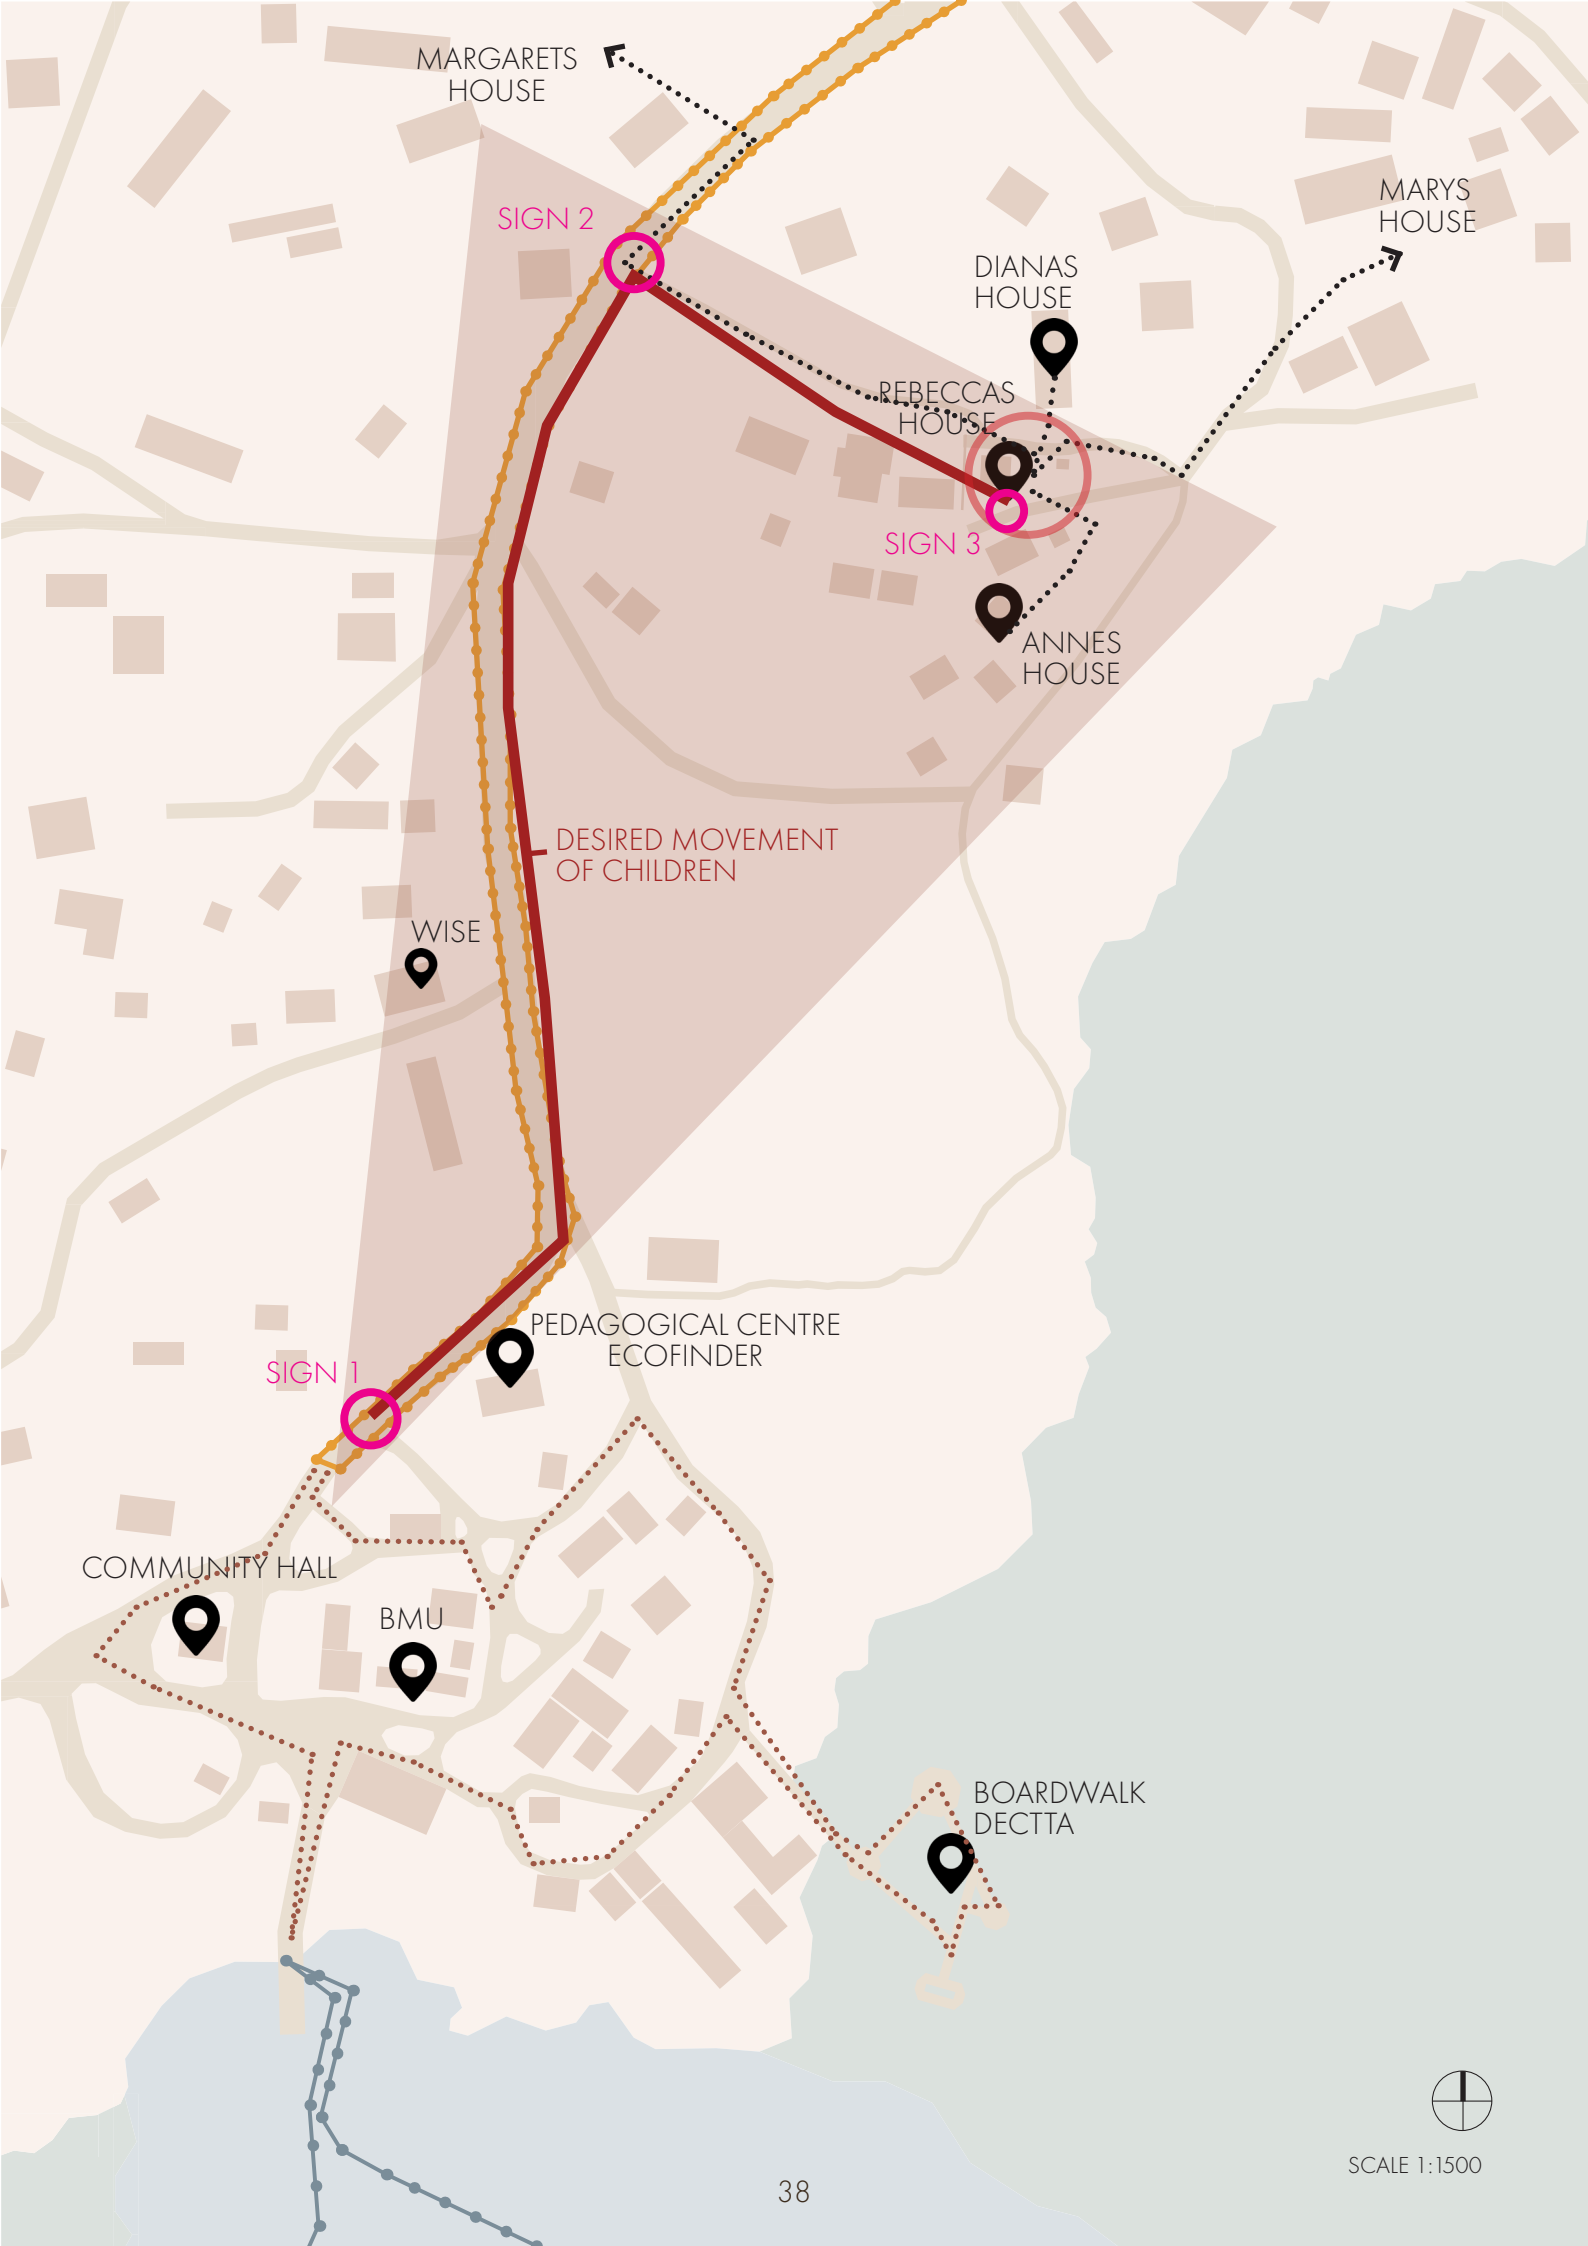 MARGARETS
HOUSE
MARYS
HOUSE
SIGN 2
DIANAS
HOUSE
REBECCAS
HOUSE
SIGN 3
ANNES
HOUSE
DESIRED MOVEMENT
OF CHILDREN
WISE
PEDAGOGICAL CENTRE
ECOFINDER
SIGN 1
COMMUNITY HALL
BMU
BOARDWALK
DECTTA
SCALE 1:1500
38